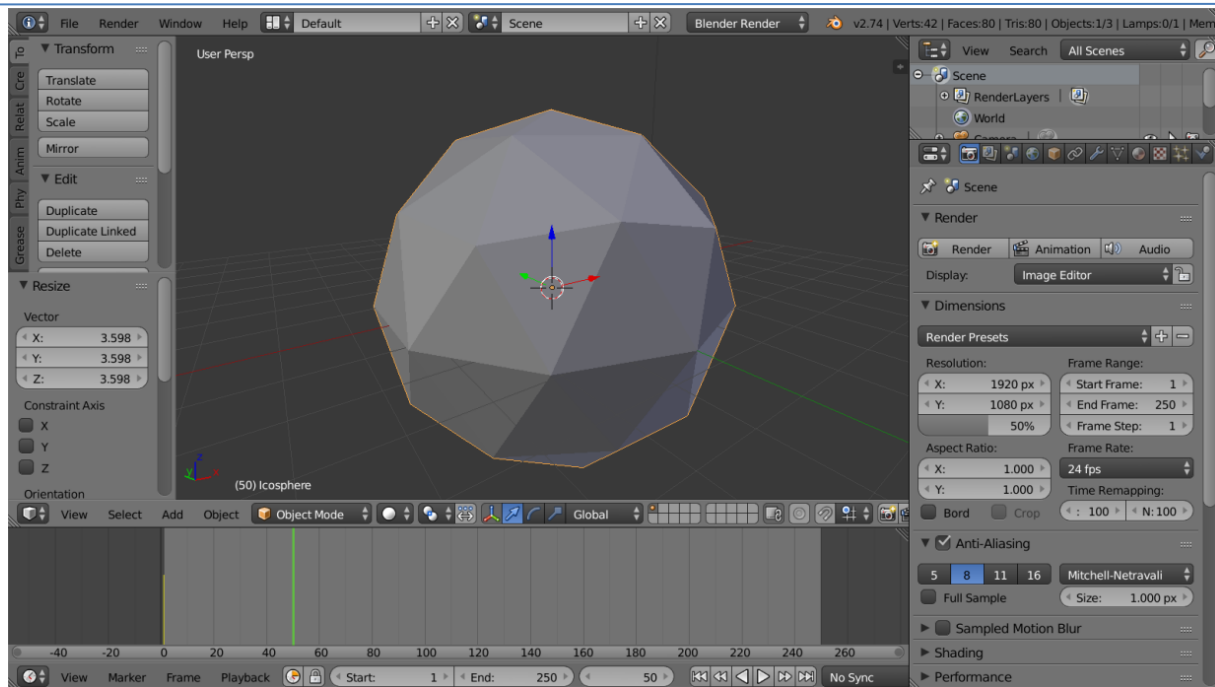 File Render Window Help Default Scene Blender Render v2.74 | Verts:42 | Faces:80 | Tris:80 | Objects:1/3 | Lamps:0/1 | Mem
To
Cre
Relat
Anim
Phy
Grease
Transform
Translate
Rotate
Scale
Mirror
Edit
Duplicate
Duplicate Linked
Delete
Resize
Vector
X: 3.598
Y: 3.598
Z: 3.598
Constraint Axis
X
Y
Z
Orientation
User Persp
z
y x
(50) Icosphere
View Select Add Object Object Mode Global
-40 -20 0 20 40 60 80 100 120 140 160 180 200 220 240 260
View Marker Frame Playback Start: 1 End: 250 50 No Sync
View Search All Scenes
Scene
RenderLayers |
World
Camera |
Scene
Render
Render Animation Audio
Display: Image Editor
Dimensions
Render Presets
Resolution: Frame Range:
X: 1920 px Start Frame: 1
Y: 1080 px End Frame: 250
50% Frame Step: 1
Aspect Ratio: Frame Rate:
X: 1.000 24 fps
Y: 1.000 Time Remapping:
Bord Crop : 100 N:100
Anti-Aliasing
5 8 11 16 Mitchell-Netravali
Full Sample Size: 1.000 px
Sampled Motion Blur
Shading
Performance